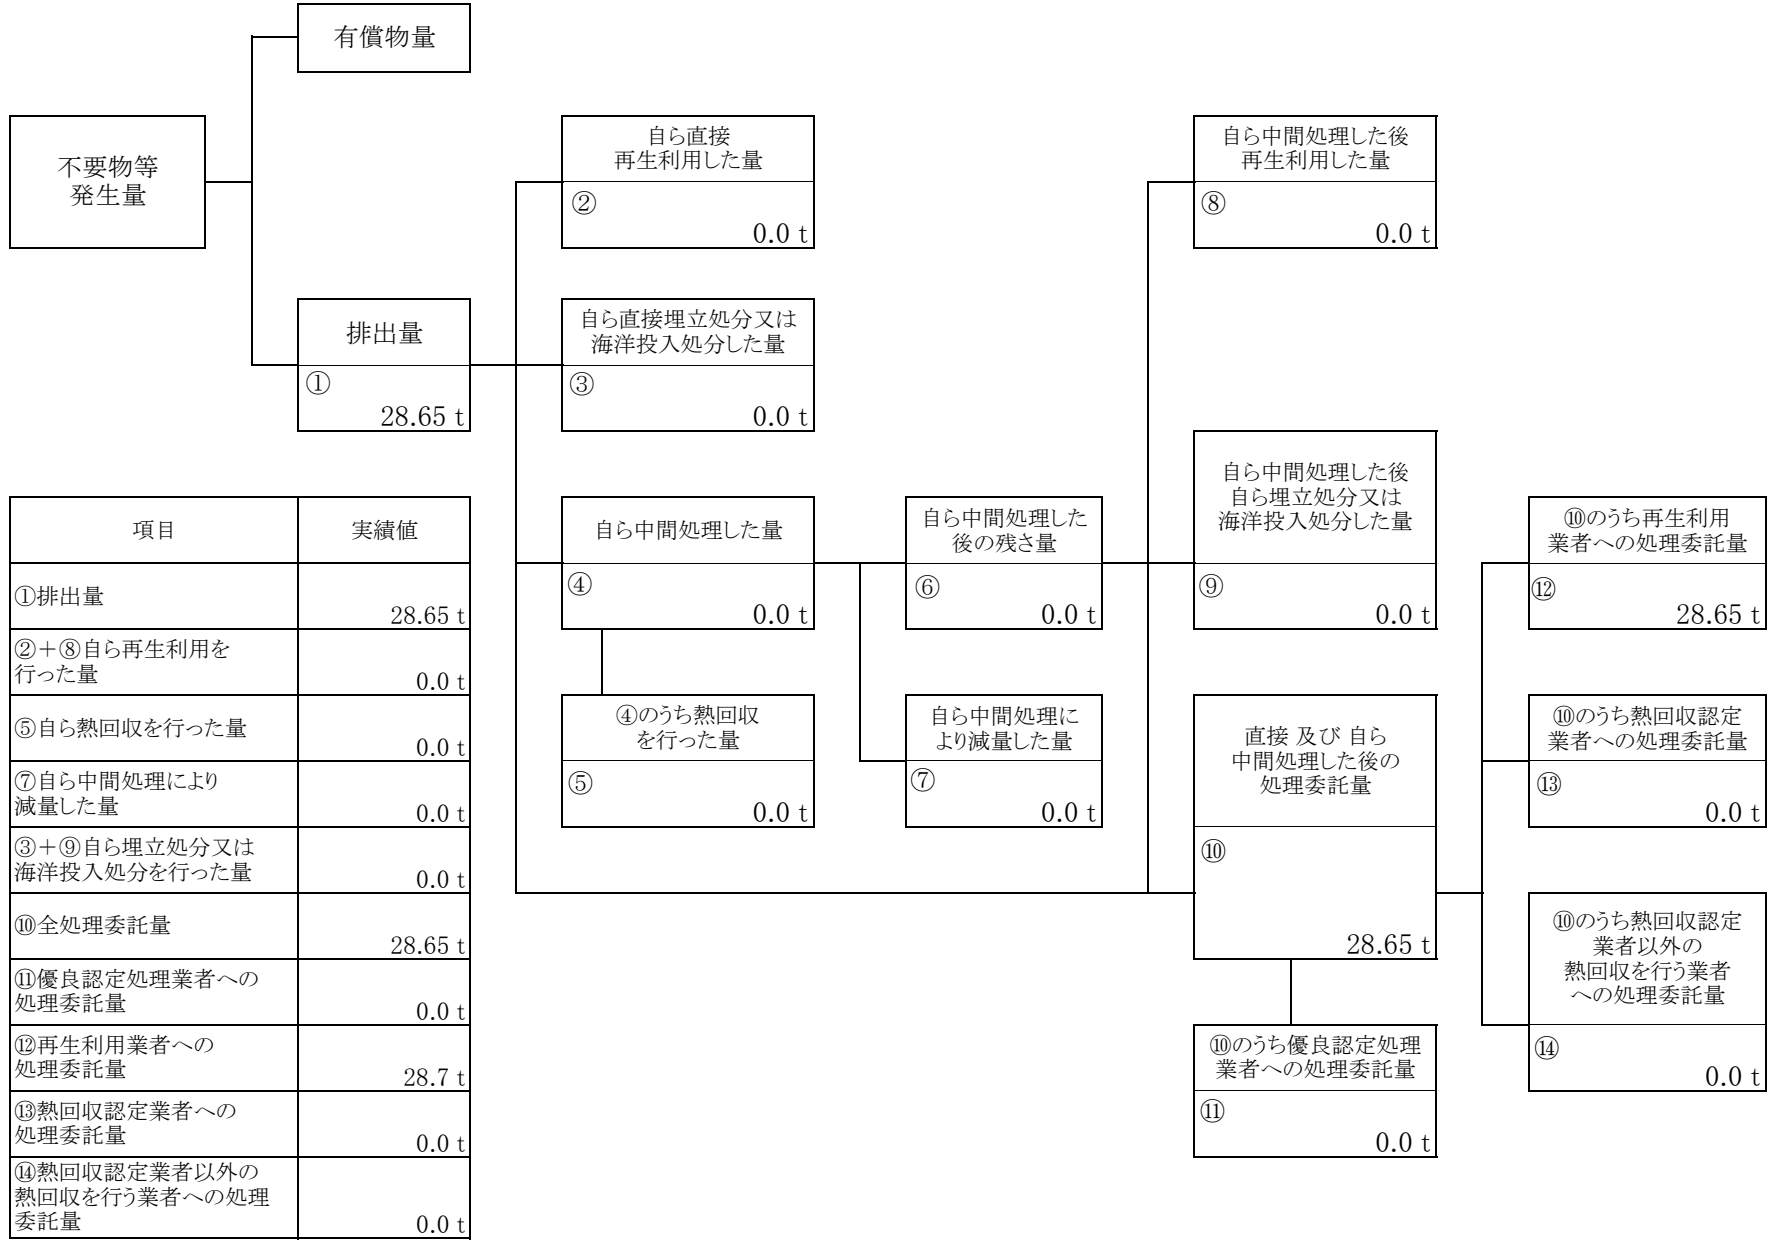 有償物量
不要物等
発生量
自ら直接
再生利用した量
②
0.0 t
自ら中間処理した後
再生利用した量
⑧
0.0 t
排出量
①
28.65 t
自ら直接埋立処分又は
海洋投入処分した量
③
0.0 t
自ら中間処理した量
④
0.0 t
自ら中間処理した
後の残さ量
⑥
0.0 t
自ら中間処理した後
自ら埋立処分又は
海洋投入処分した量
⑨
0.0 t
⑩のうち再生利用
業者への処理委託量
⑫
28.65 t
④のうち熱回収
を行った量
⑤
0.0 t
自ら中間処理に
より減量した量
⑦
0.0 t
直接 及び 自ら
中間処理した後の
処理委託量
⑩
28.65 t
⑩のうち熱回収認定
業者への処理委託量
⑬
0.0 t
⑩のうち熱回収認定
業者以外の
熱回収を行う業者
への処理委託量
⑭
0.0 t
⑩のうち優良認定処理
業者への処理委託量
⑪
0.0 t
項目 実績値
①排出量
28.65 t
②＋⑧自ら再生利用を
行った量
0.0 t
⑤自ら熱回収を行った量
0.0 t
⑦自ら中間処理により
減量した量
0.0 t
③＋⑨自ら埋立処分又は
海洋投入処分を行った量
0.0 t
⑩全処理委託量
28.65 t
⑪優良認定処理業者への
処理委託量
0.0 t
⑫再生利用業者への
処理委託量
28.7 t
⑬熱回収認定業者への
処理委託量
0.0 t
⑭熱回収認定業者以外の
熱回収を行う業者への処理
委託量
0.0 t